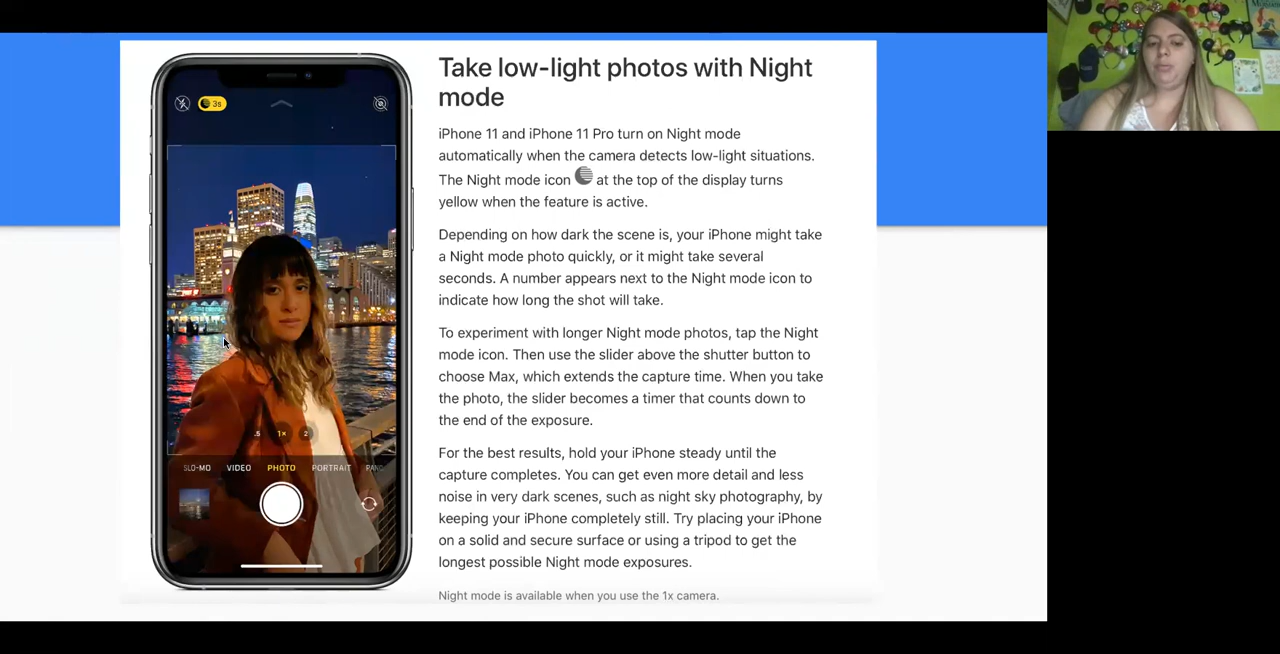 3s
.5 1× 2
SLO-MO VIDEO PHOTO PORTRAIT PANO
Take low-light photos with Night
mode
iPhone 11 and iPhone 11 Pro turn on Night mode
automatically when the camera detects low-light situations.
The Night mode icon at the top of the display turns
yellow when the feature is active.
Depending on how dark the scene is, your iPhone might take
a Night mode photo quickly, or it might take several
seconds. A number appears next to the Night mode icon to
indicate how long the shot will take.
To experiment with longer Night mode photos, tap the Night
mode icon. Then use the slider above the shutter button to
choose Max, which extends the capture time. When you take
the photo, the slider becomes a timer that counts down to
the end of the exposure.
For the best results, hold your iPhone steady until the
capture completes. You can get even more detail and less
noise in very dark scenes, such as night sky photography, by
keeping your iPhone completely still. Try placing your iPhone
on a solid and secure surface or using a tripod to get the
longest possible Night mode exposures.
Night mode is available when you use the 1x camera.